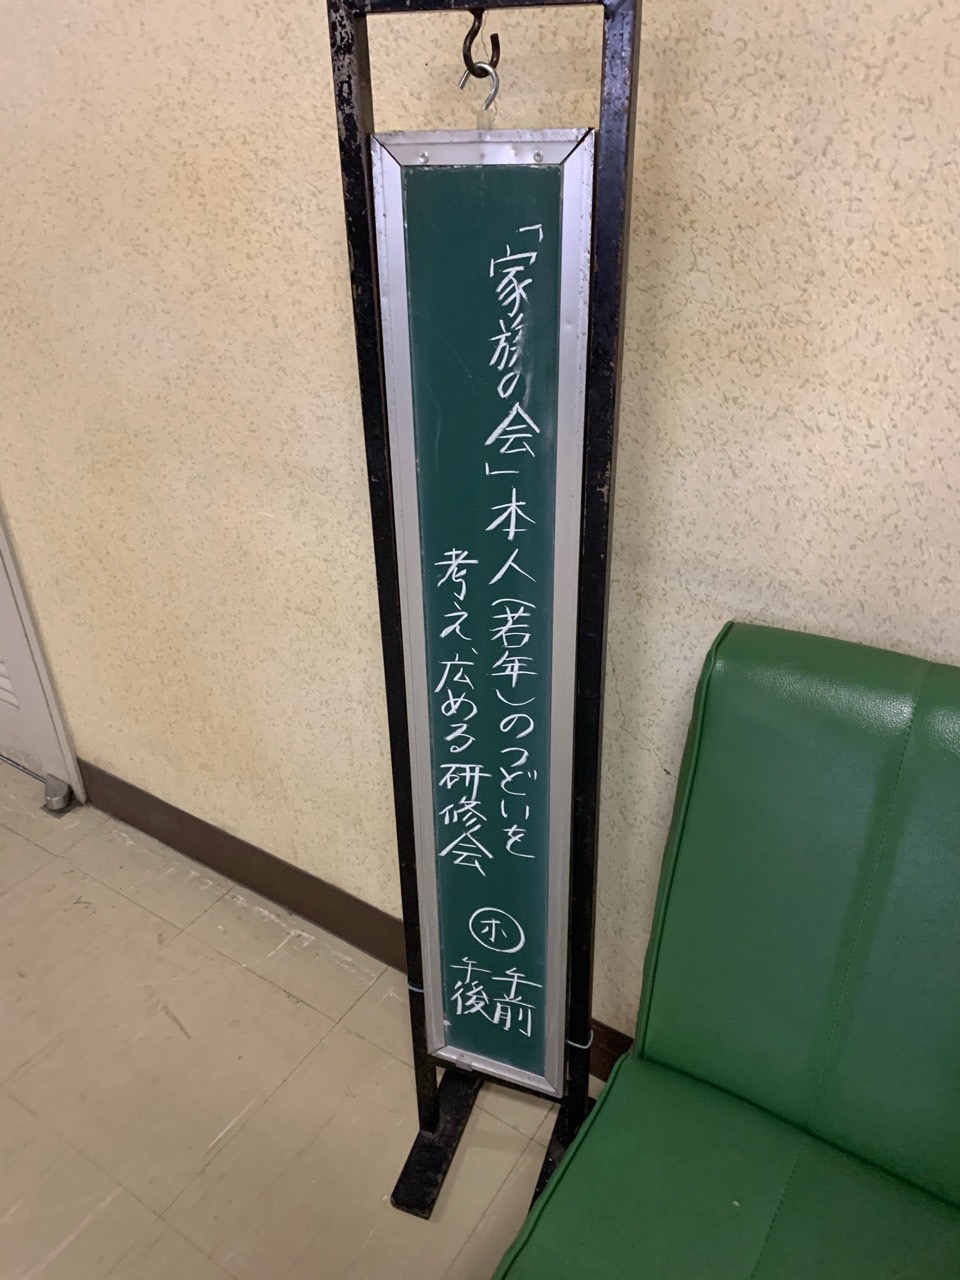 「家族の会」本人(若年)のつどいを
考え、広める研修会
ホ
午前
午後